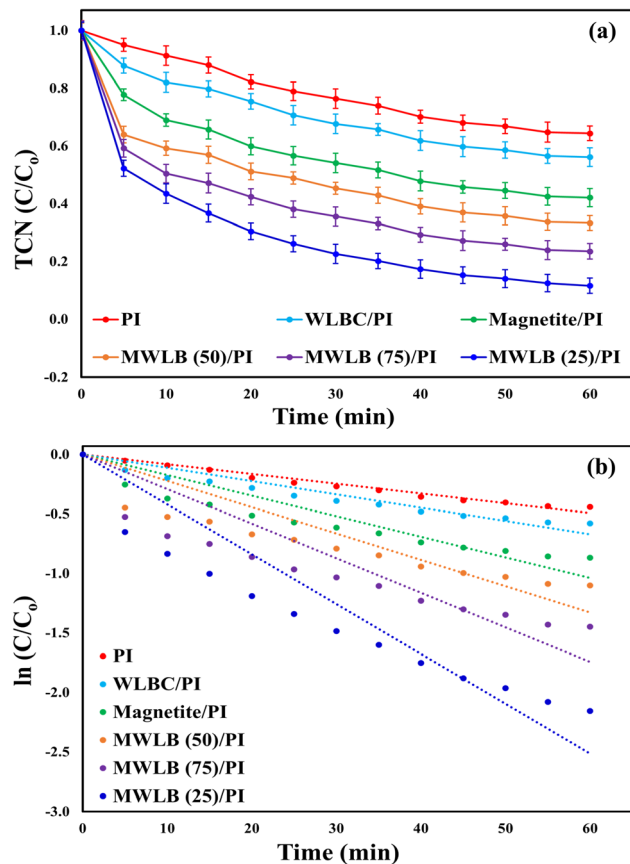 (a)
1.0
0.8
0.6
0.4
0.2
0.0
-0.2
TCN (C/C₀)
PI WLBC/PI Magnetite/PI
MWLB (50)/PI MWLB (75)/PI MWLB (25)/PI
0 10 20 30 40 50 60
Time (min)
(b)
0.0
-0.5
-1.0
-1.5
-2.0
-2.5
-3.0
ln (C/C₀)
PI
WLBC/PI
Magnetite/PI
MWLB (50)/PI
MWLB (75)/PI
MWLB (25)/PI
0 10 20 30 40 50 60
Time (min)